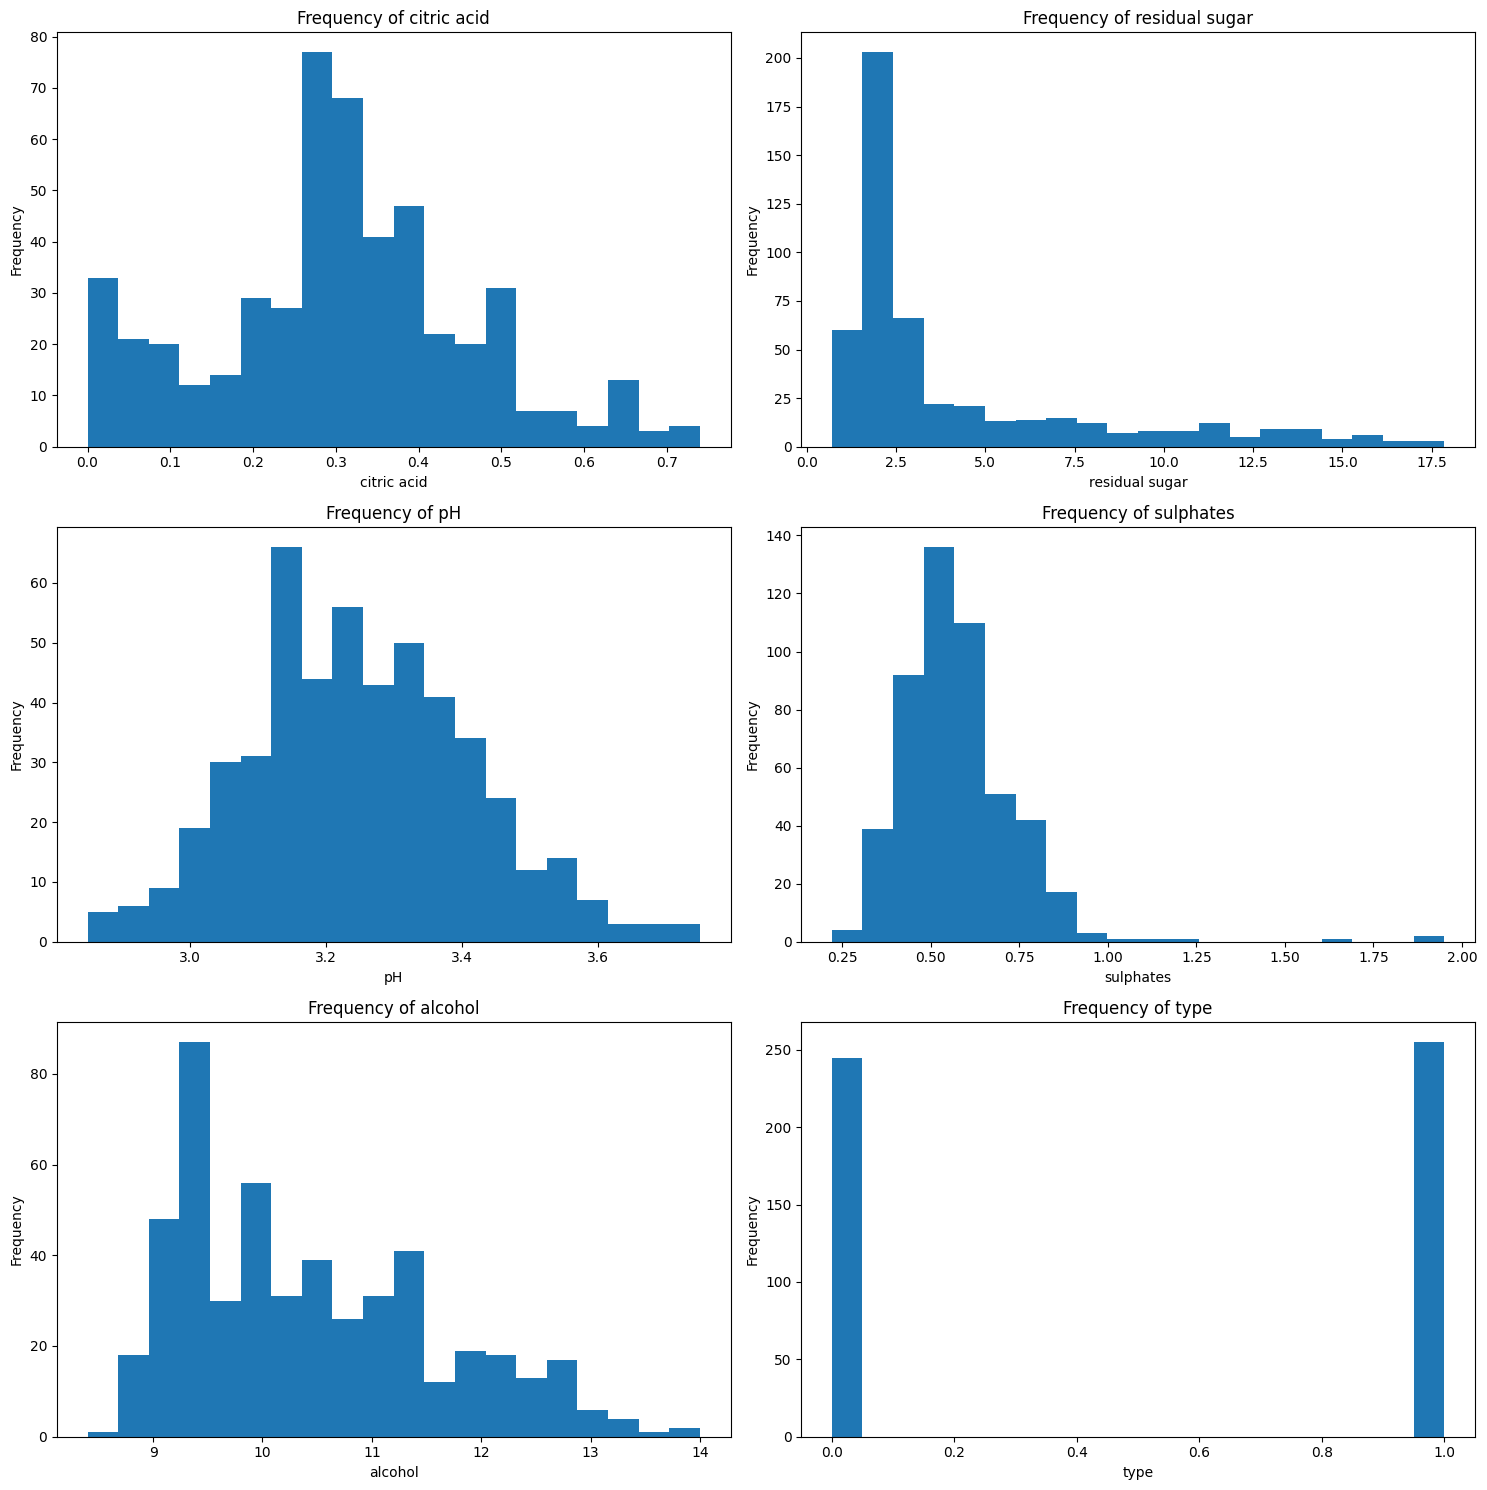 Frequency of citric acid
Frequency
80
70
60
50
40
30
20
10
0
0.0 0.1 0.2 0.3 0.4 0.5 0.6 0.7
citric acid
Frequency of residual sugar
Frequency
200
175
150
125
100
75
50
25
0
0.0 2.5 5.0 7.5 10.0 12.5 15.0 17.5
residual sugar
Frequency of pH
Frequency
60
50
40
30
20
10
0
3.0 3.2 3.4 3.6
pH
Frequency of sulphates
Frequency
140
120
100
80
60
40
20
0
0.25 0.50 0.75 1.00 1.25 1.50 1.75 2.00
sulphates
Frequency of alcohol
Frequency
80
60
40
20
0
9 10 11 12 13 14
alcohol
Frequency of type
Frequency
250
200
150
100
50
0
0.0 0.2 0.4 0.6 0.8 1.0
type